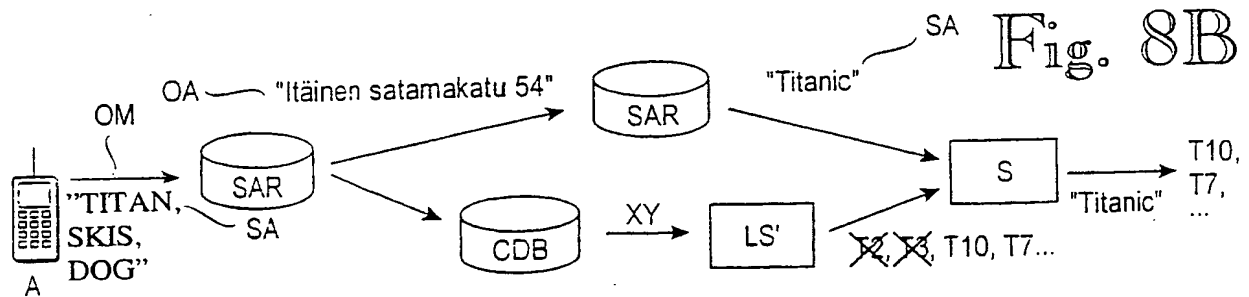 Fig. 8B
SA
OA "Itäinen satamakatu 54" "Titanic"
OM
SAR
SAR
S
T10,
T7,
...
"Titanic"
"TITAN,
SKIS,
DOG"
SA
A
CDB
XY
LS'
T2, T3, T10, T7...